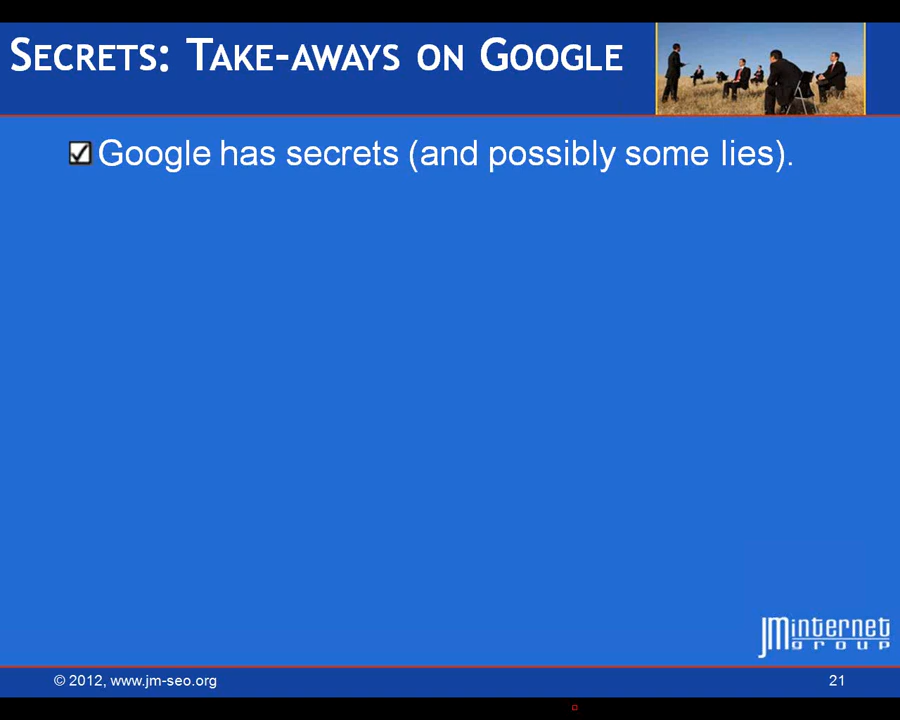 Secrets: Take-aways on Google
Google has secrets (and possibly some lies).
JMinternet
GROUP
© 2012, www.jm-seo.org
21